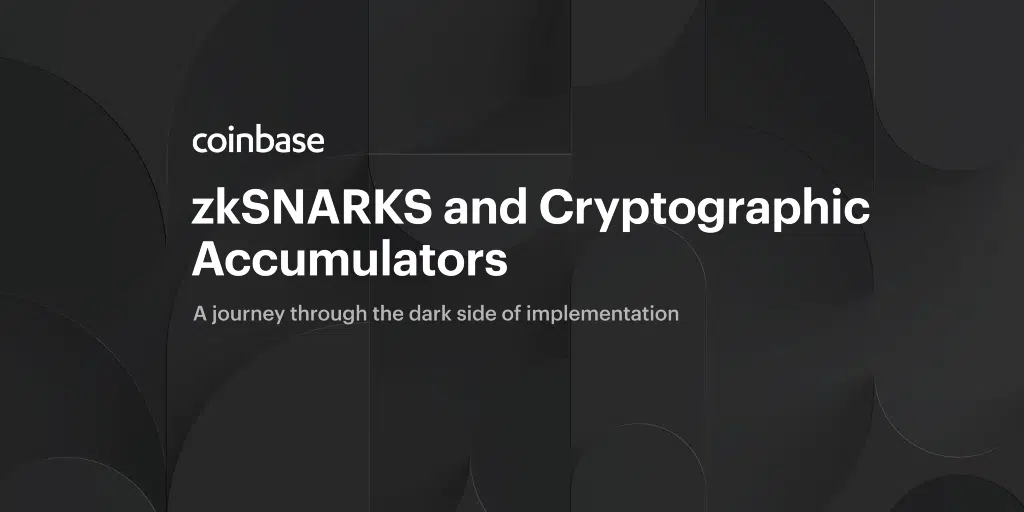 coinbase
zkSNARKS and Cryptographic
Accumulators
A journey through the dark side of implementation